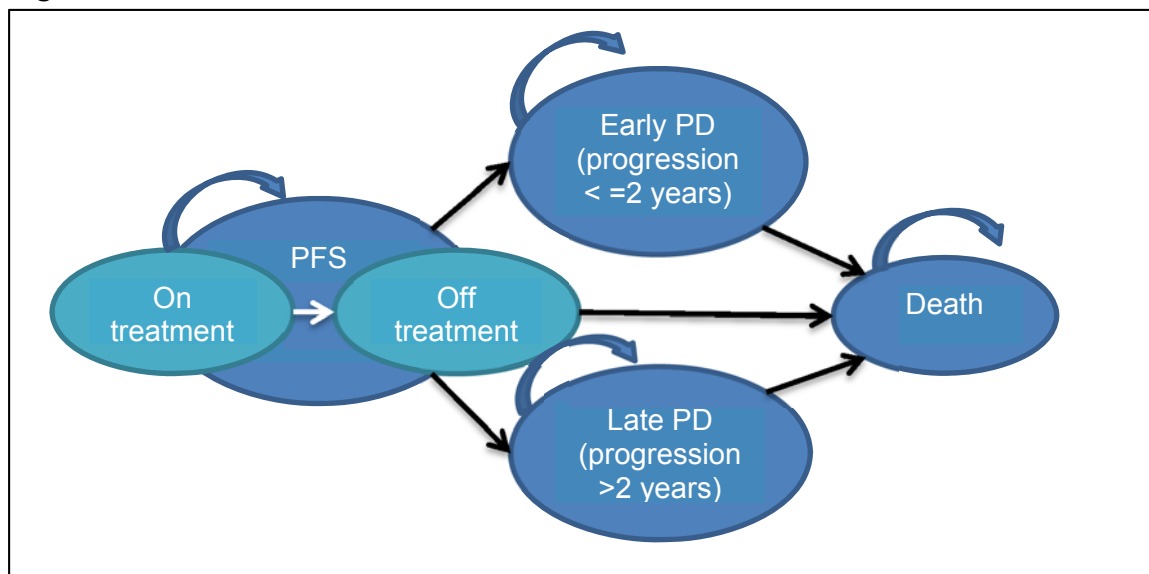 Early PD
(progression
< =2 years)
PFS
On
treatment
Off
treatment
Death
Late PD
(progression
>2 years)